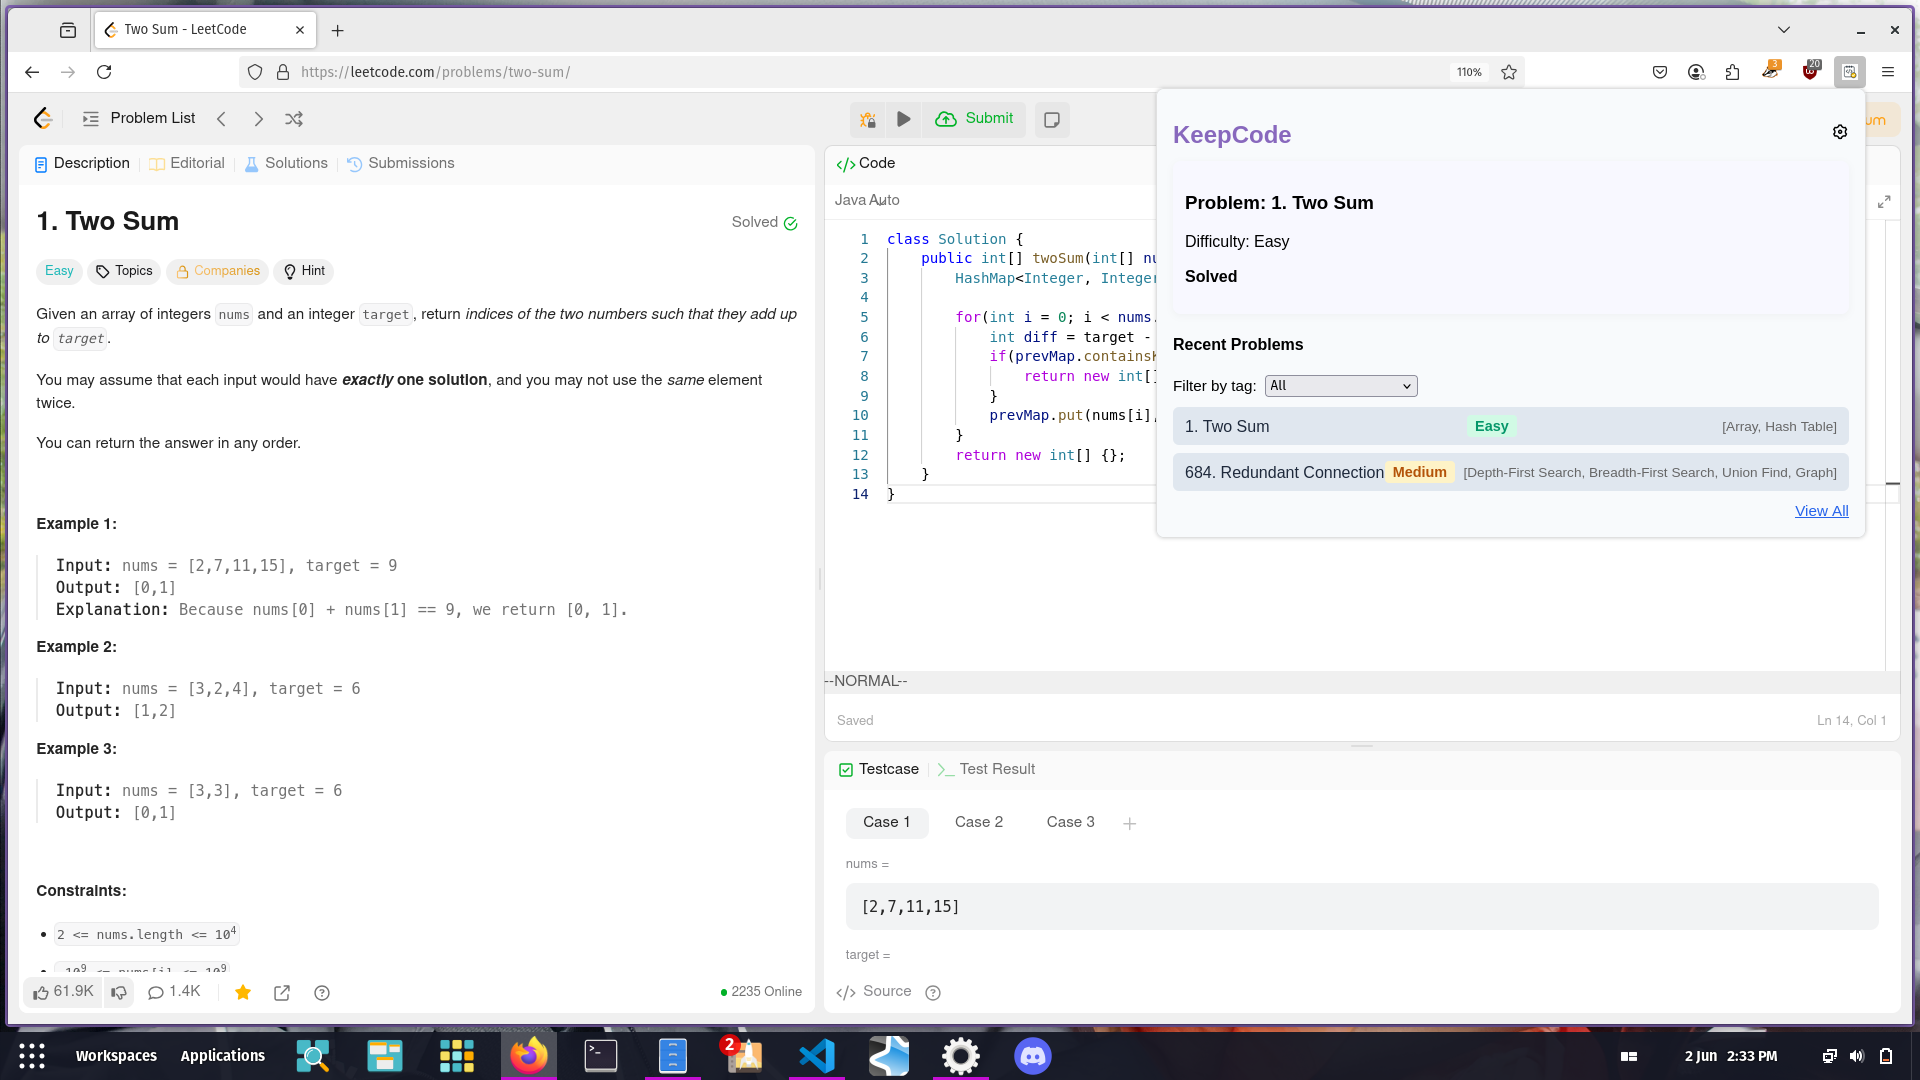 Two Sum - LeetCode
https://leetcode.com/problems/two-sum/
110%
3
20
Problem List
Submit
um
KeepCode
Problem: 1. Two Sum
Difficulty: Easy
Solved
Recent Problems
Filter by tag: All
1. Two Sum Easy [Array, Hash Table]
684. Redundant Connection Medium [Depth-First Search, Breadth-First Search, Union Find, Graph]
View All
Description Editorial Solutions Submissions
1. Two Sum Solved
Easy Topics Companies Hint
Given an array of integers nums and an integer target, return indices of the two numbers such that they add up
to target.
You may assume that each input would have exactly one solution, and you may not use the same element
twice.
You can return the answer in any order.
Example 1:
Input: nums = [2,7,11,15], target = 9
Output: [0,1]
Explanation: Because nums[0] + nums[1] == 9, we return [0, 1].
Example 2:
Input: nums = [3,2,4], target = 6
Output: [1,2]
Example 3:
Input: nums = [3,3], target = 6
Output: [0,1]
Constraints:
2 <= nums.length <= 10^4
-10^9 <= nums[i] <= 10^9
61.9K 1.4K 2235 Online
</> Code
Java Auto
1 class Solution {
2 public int[] twoSum(int[] nu
3 HashMap<Integer, Integer
4
5 for(int i = 0; i < nums.
6 int diff = target -
7 if(prevMap.containsK
8 return new int[]
9 }
10 prevMap.put(nums[i],
11 }
12 return new int[] {};
13 }
14 }
--NORMAL--
Saved Ln 14, Col 1
Testcase Test Result
Case 1 Case 2 Case 3 +
nums =
[2,7,11,15]
target =
</> Source
Workspaces Applications
2
2 Jun 2:33 PM